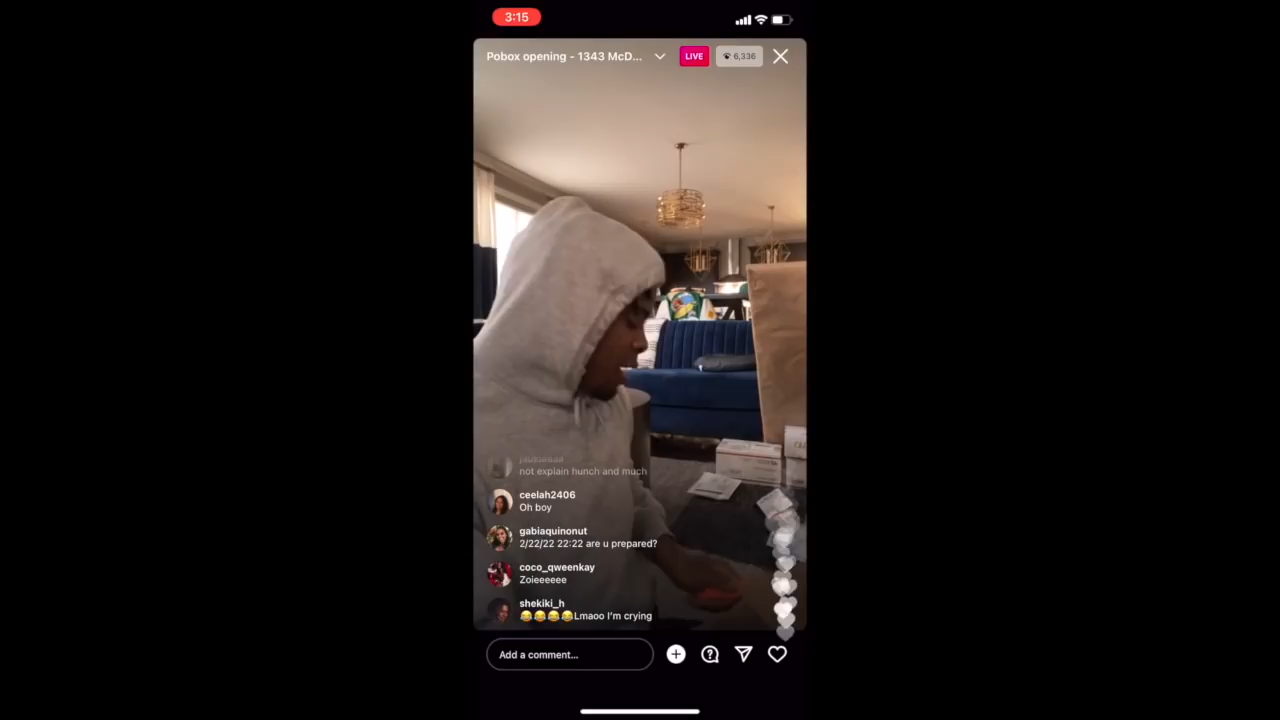 3:15
Pobox opening - 1343 McD...
LIVE
6,336
not explain hunch and much
ceelah2406
Oh boy
gabiaquinonut
2/22/22 22:22 are u prepared?
coco_qweenkay
Zoieeeeee
shekiki_h
😂😂😂😂Lmaoo I'm crying
Add a comment...